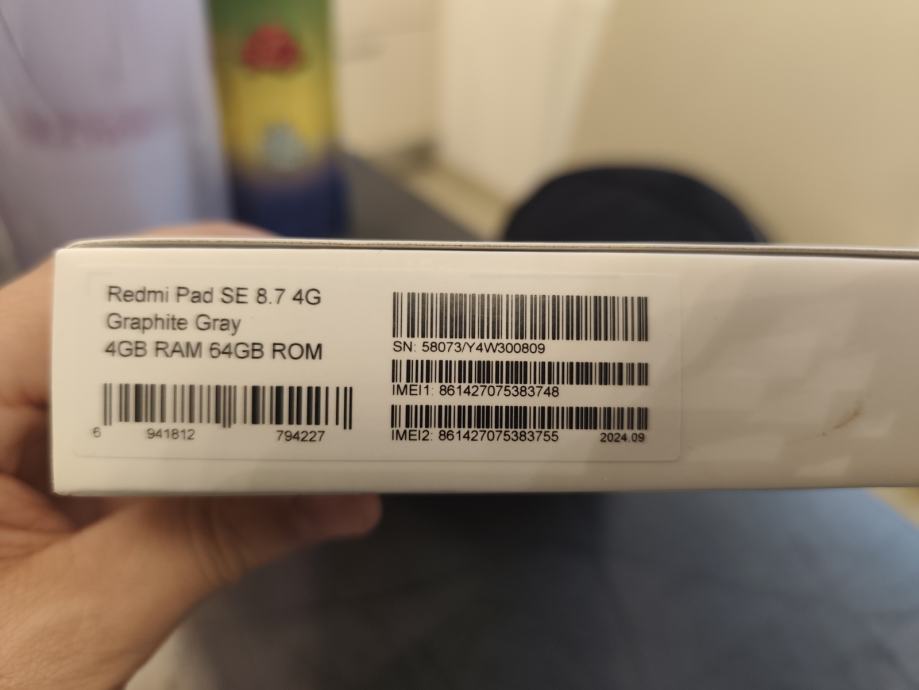 Redmi Pad SE 8.7 4G
Graphite Gray
4GB RAM 64GB ROM
6 941812 794227
SN: 58073/Y4W300809
IMEI1: 861427075383748
IMEI2: 861427075383755 2024.09